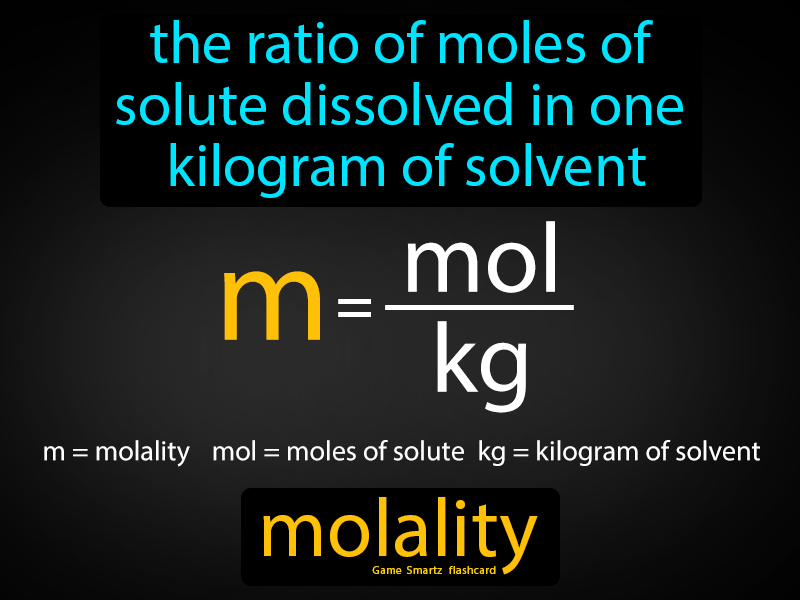 the ratio of moles of
solute dissolved in one
kilogram of solvent
m = mol
kg
m = molality mol = moles of solute kg = kilogram of solvent
molality
Game Smartz flashcard